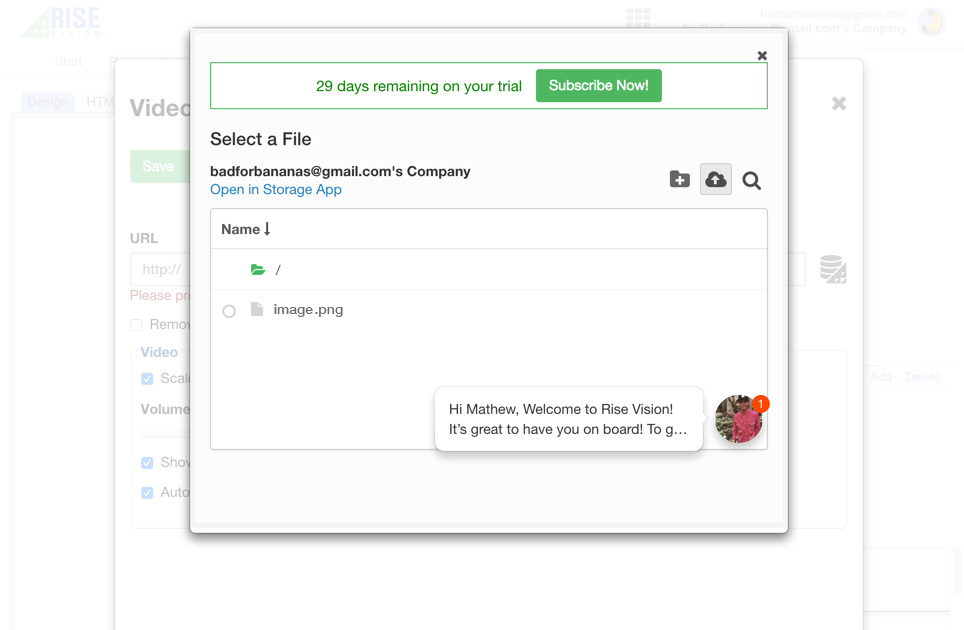 RISE
VISION
badforbananas@gmail.com
mail.com's Company
Start
Design
HTM
Video
Save
URL
http://
Please pr
Remov
Video
Scale
Volume
Show
Auto
Add Delete
29 days remaining on your trial Subscribe Now!
Select a File
badforbananas@gmail.com's Company
Open in Storage App
Name
/
image.png
Hi Mathew, Welcome to Rise Vision!
It's great to have you on board! To g…
1